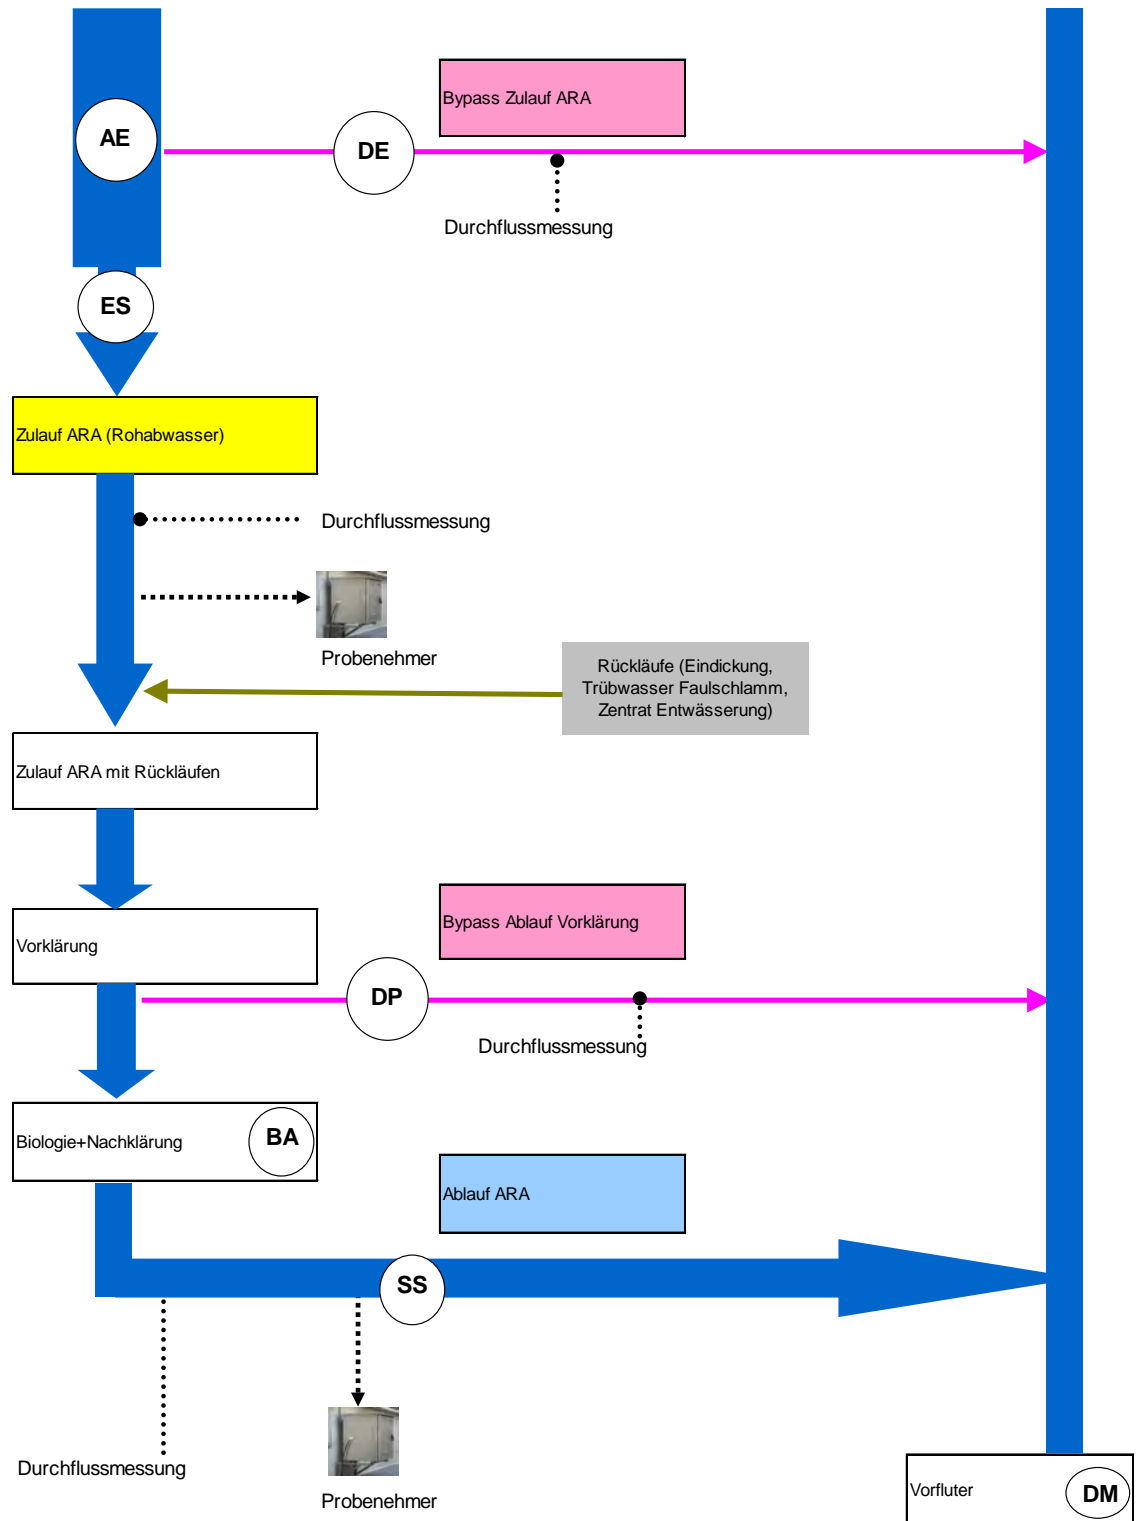 Bypass Zulauf ARA
AE
DE
Durchflussmessung
ES
Zulauf ARA (Rohabwasser)
Durchflussmessung
Probenehmer
Rückläufe (Eindickung,
Trübwasser Faulschlamm,
Zentrat Entwässerung)
Zulauf ARA mit Rückläufen
Bypass Ablauf Vorklärung
Vorklärung
DP
Durchflussmessung
Biologie+Nachklärung
BA
Ablauf ARA
SS
Durchflussmessung
Probenehmer
Vorfluter
DM